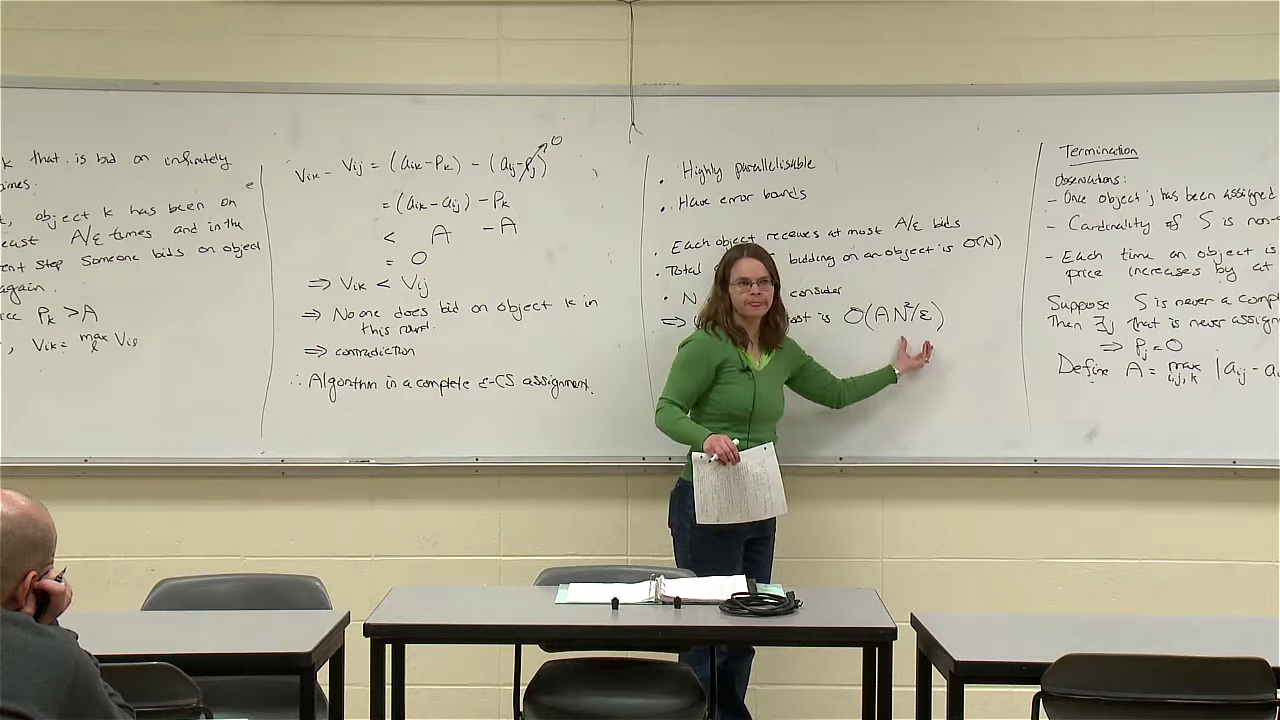 k that is bid on infinitely
object k has been on
east A/ε times and in the
step someone bids on object
again
Pk > A
, Vik = max Vil
l
Vik - Vij = (aik-Pk) - (aij-Pj) 0
= (aik-aij) - Pk
< A - A
= 0
⇒ Vik < Vij
⇒ No one does bid on object k in
this round.
⇒ contradiction
∴ Algorithm in a complete ε-CS assignment.
• Highly parallelisable
• Have error bounds
• Each object receives at most A/ε bids
• Total bidding on an object is O(N)
• N consider
⇒ is O(AN²/ε)
Termination
Observations:
- Once object j has been assigned
- Cardinality of S is non-
- Each time an object is
price increases by at
Suppose S is never a comp
Then ∃j that is never assign
⇒ Pj = 0
Define A = max |aij - a
i,j,k